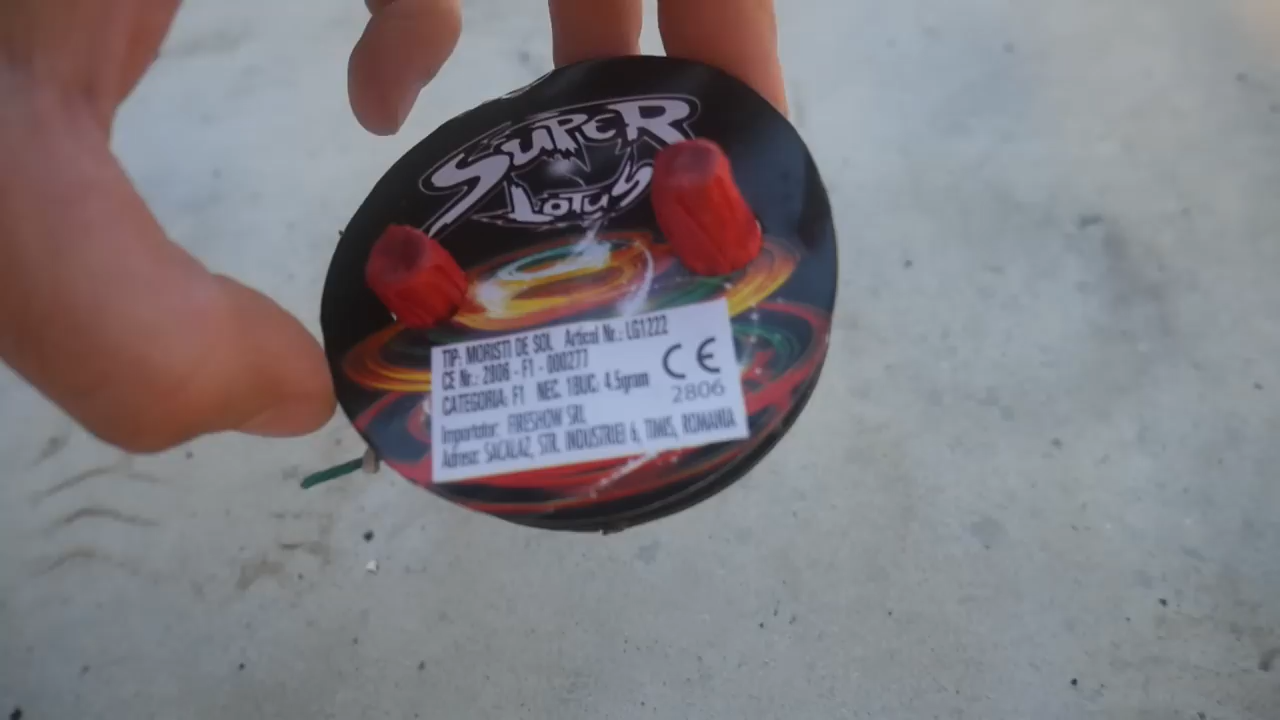 SUPER
LOTUS
TIP: MORISTI DE SOL Articol Nr.: LG1222
CE Nr.: 2806 - F1 - 000277
CATEGORIA: F1 NEC. 1BUC: 4.5gram
CE
2806
Importator: FIRESHOW SRL
Adresa: SACALAZ, STR. INDUSTRIEI 6, TIMIS, ROMANIA